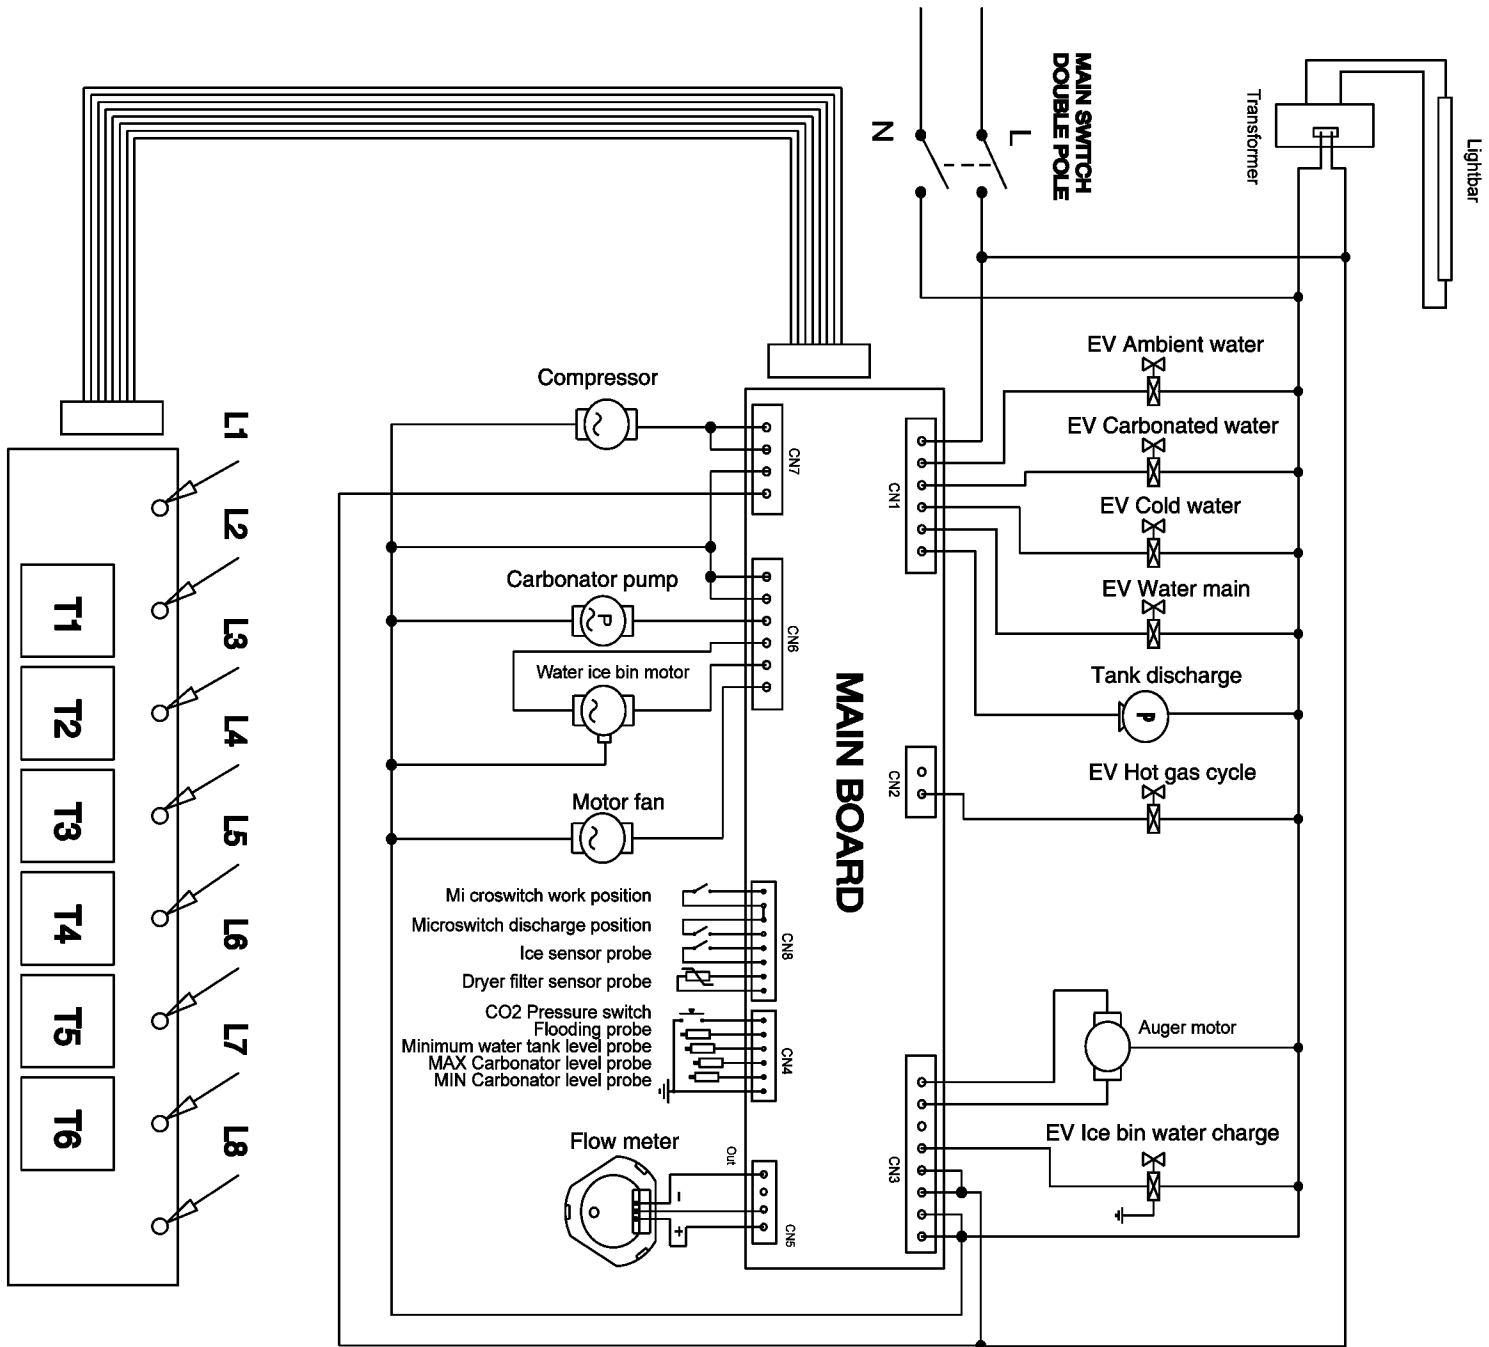 MAIN SWITCH
DOUBLE POLE
N
L
Transformer
Lightbar
EV Ambient water
EV Carbonated water
EV Cold water
EV Water main
Tank discharge
P
EV Hot gas cycle
Auger motor
EV Ice bin water charge
Compressor
Carbonator pump
P
Water ice bin motor
Motor fan
Mi croswitch work position
Microswitch discharge position
Ice sensor probe
Dryer filter sensor probe
CO2 Pressure switch
Flooding probe
Minimum water tank level probe
MAX Carbonator level probe
MIN Carbonator level probe
Flow meter
Out
-
+
MAIN BOARD
CN7
CN6
CN8
CN4
CN5
CN1
CN2
CN3
L1
L2
L3
L4
L5
L6
L7
L8
T1
T2
T3
T4
T5
T6